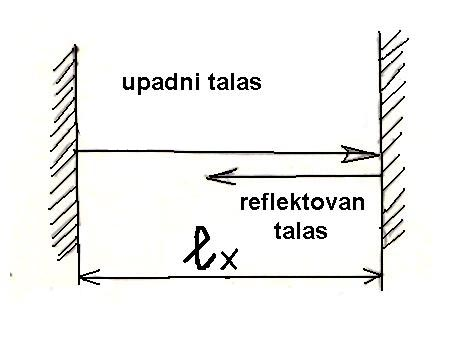 upadni talas
reflektovan
talas
ℓx